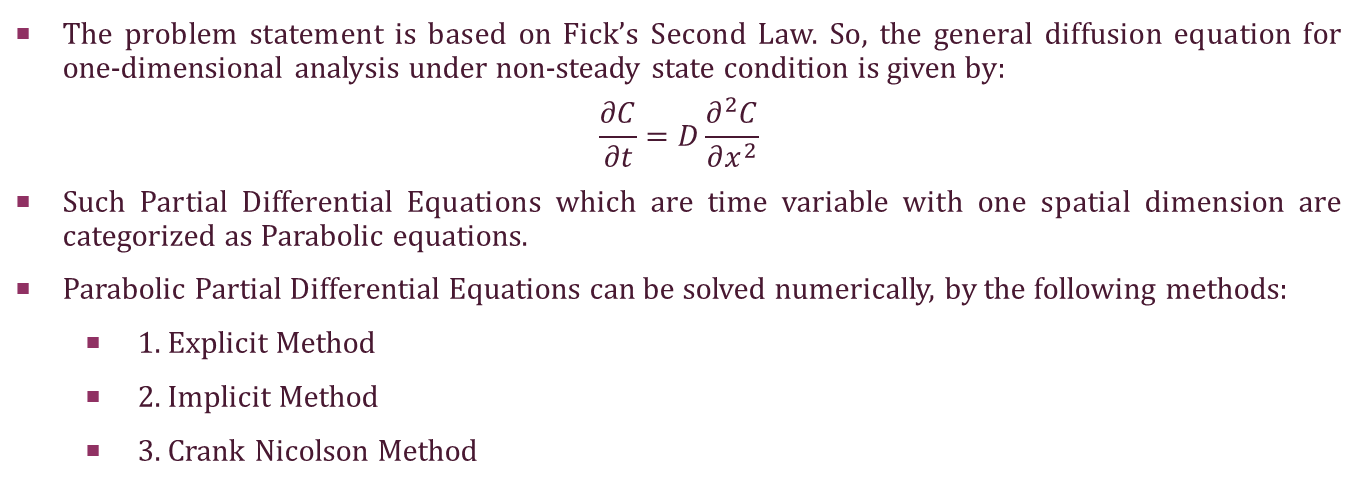 ▪ The problem statement is based on Fick’s Second Law. So, the general diffusion equation for
one-dimensional analysis under non-steady state condition is given by:
∂C/∂t = D ∂²C/∂x²
▪ Such Partial Differential Equations which are time variable with one spatial dimension are
categorized as Parabolic equations.
▪ Parabolic Partial Differential Equations can be solved numerically, by the following methods:
▪ 1. Explicit Method
▪ 2. Implicit Method
▪ 3. Crank Nicolson Method